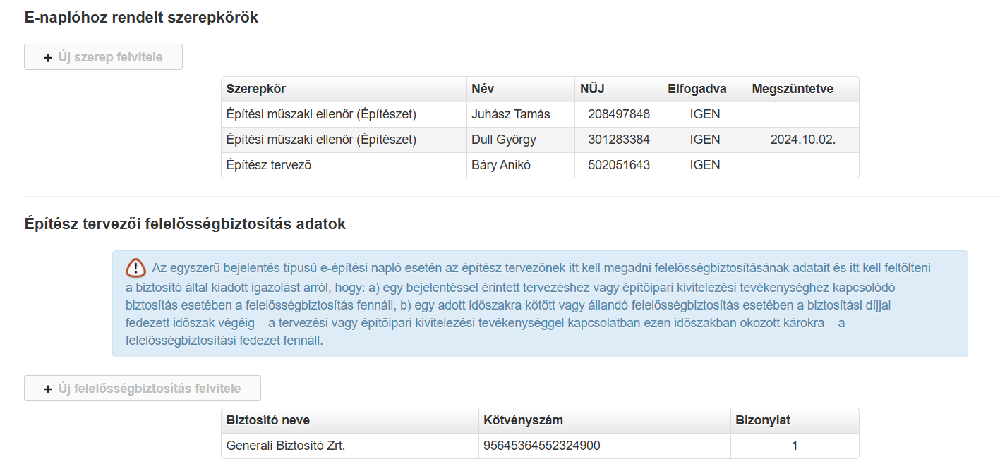 E-naplóhoz rendelt szerepkörök
+ Új szerep felvitele
Szerepkör Név NÜJ Elfogadva Megszüntetve
Építési műszaki ellenőr (Építészet) Juhász Tamás 208497848 IGEN
Építési műszaki ellenőr (Építészet) Dull György 301283384 IGEN 2024.10.02.
Építész tervező Báry Anikó 502051643 IGEN
Építész tervezői felelősségbiztosítás adatok
Az egyszerű bejelentés típusú e-építési napló esetén az építész tervezőnek itt kell megadni felelősségbiztosításának adatait és itt kell feltölteni
a biztosító által kiadott igazolást arról, hogy: a) egy bejelentéssel érintett tervezéshez vagy építőipari kivitelezési tevékenységhez kapcsolódó
biztosítás esetében a felelősségbiztosítás fennáll, b) egy adott időszakra kötött vagy állandó felelősségbiztosítás esetében a biztosítási díjjal
fedezett időszak végéig – a tervezési vagy építőipari kivitelezési tevékenységgel kapcsolatban ezen időszakban okozott károkra – a
felelősségbiztosítási fedezet fennáll.
+ Új felelősségbiztosítás felvitele
Biztosító neve Kötvényszám Bizonylat
Generali Biztosító Zrt. 95645364552324900 1